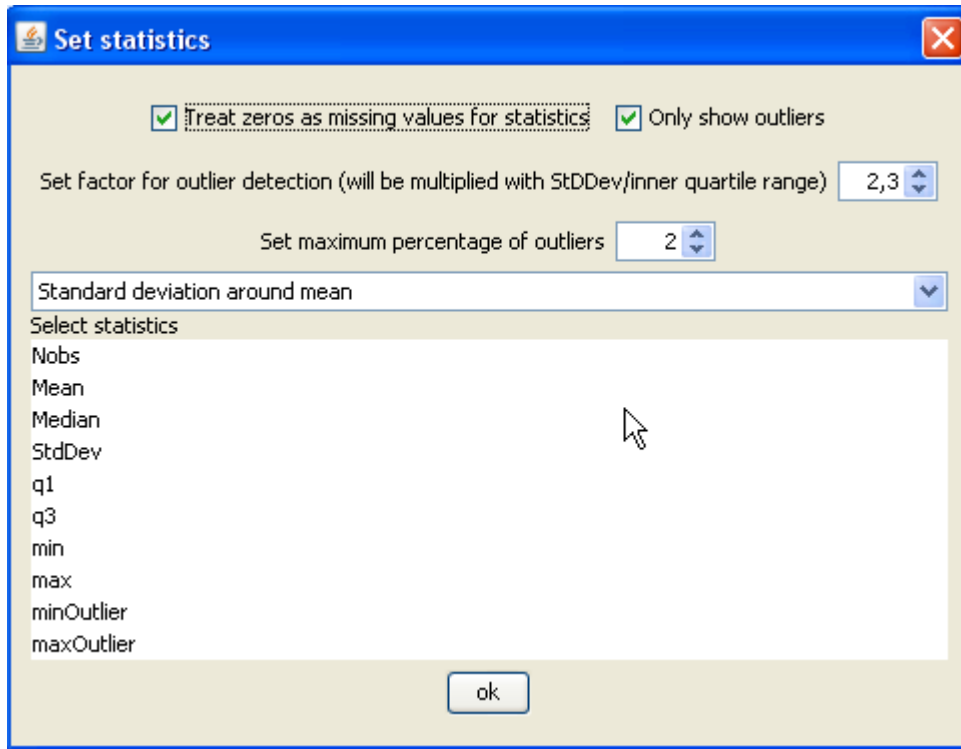 Set statistics
Treat zeros as missing values for statistics Only show outliers
Set factor for outlier detection (will be multiplied with StDDev/inner quartile range) 2,3
Set maximum percentage of outliers 2
Standard deviation around mean
Select statistics
Nobs
Mean
Median
StdDev
q1
q3
min
max
minOutlier
maxOutlier
ok